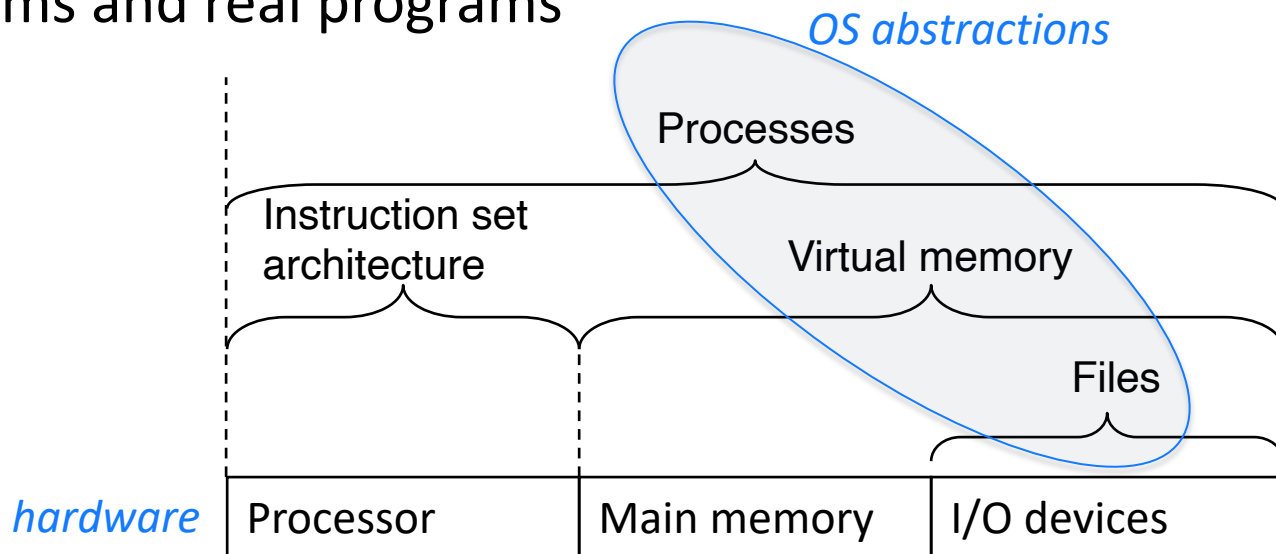 ms and real programs
OS abstractions
Processes
Instruction set
architecture
Virtual memory
Files
hardware
Processor
Main memory
I/O devices